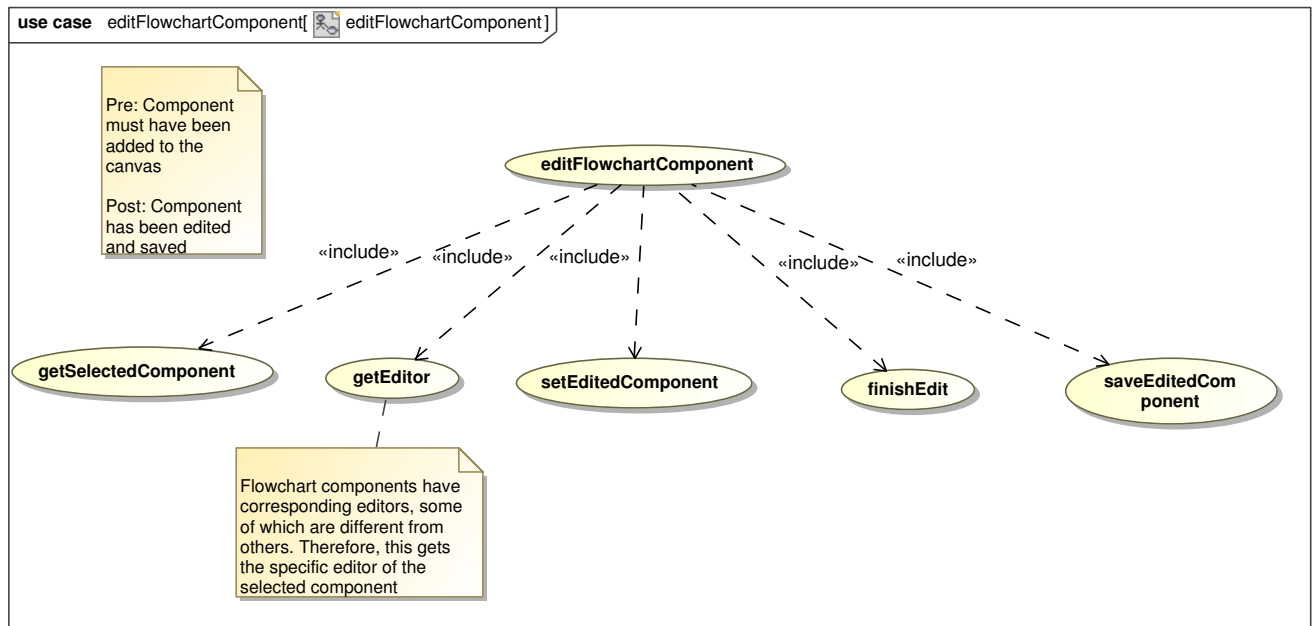 use case editFlowchartComponent[ editFlowchartComponent ]
Pre: Component
must have been
added to the
canvas
Post: Component
has been edited
and saved
editFlowchartComponent
«include»
«include»
«include»
«include»
«include»
getSelectedComponent
getEditor
setEditedComponent
finishEdit
saveEditedCom
ponent
Flowchart components have
corresponding editors, some
of which are different from
others. Therefore, this gets
the specific editor of the
selected component